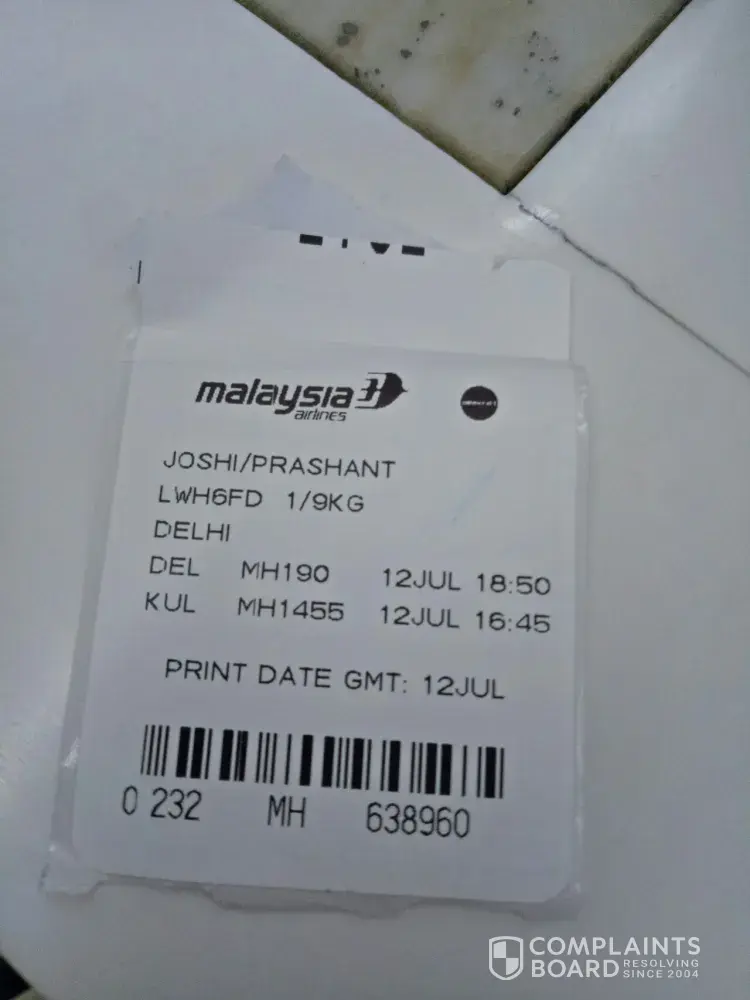 malaysia
airlines
JOSHI/PRASHANT
LWH6FD 1/9KG
DELHI
DEL MH190 12JUL 18:50
KUL MH1455 12JUL 16:45
PRINT DATE GMT: 12JUL
0 232 MH 638960
COMPLAINTS
BOARD RESOLVING
SINCE 2004